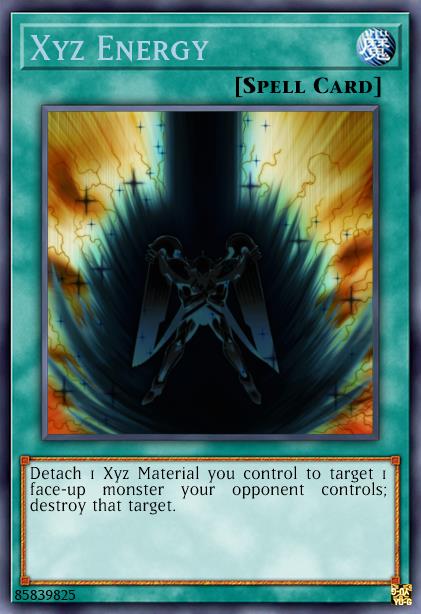 Xyz Energy
魔
[Spell Card]
Detach 1 Xyz Material you control to target 1
face-up monster your opponent controls;
destroy that target.
85839825